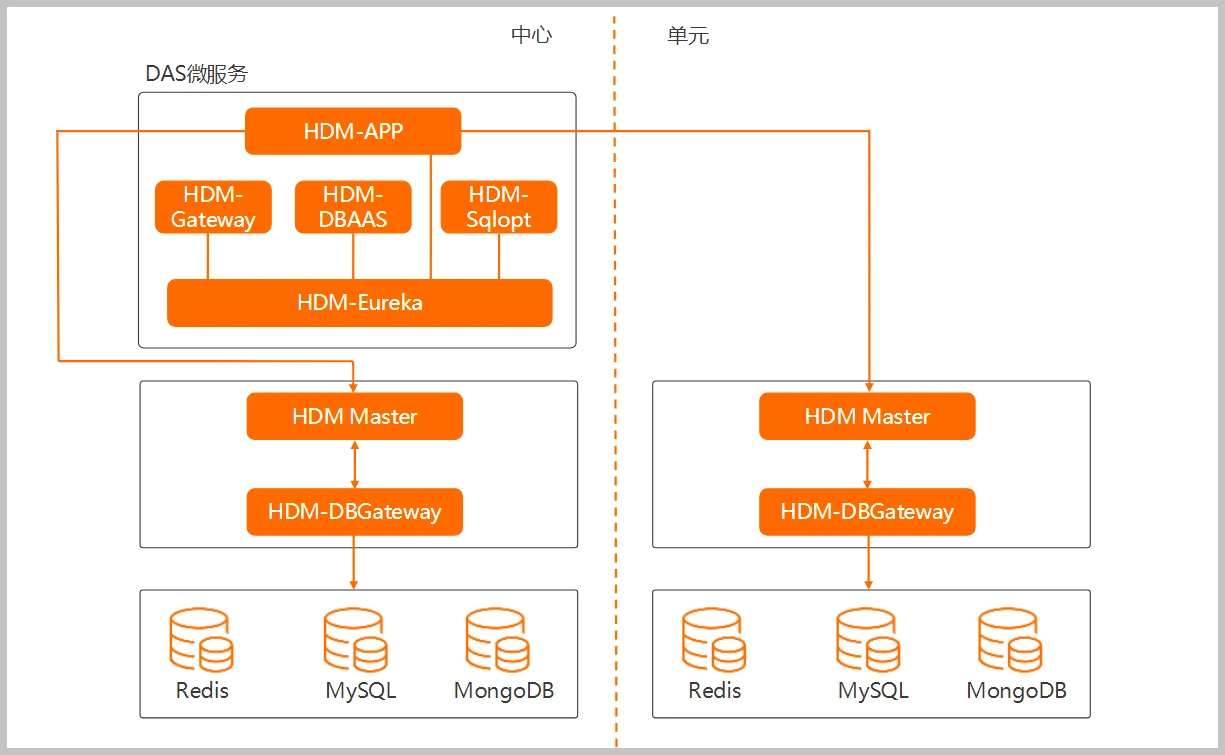 中心
单元
DAS微服务
HDM-APP
HDM-
Gateway
HDM-
DBAAS
HDM-
Sqlopt
HDM-Eureka
HDM Master
HDM Master
HDM-DBGateway
HDM-DBGateway
Redis
MySQL
MongoDB
Redis
MySQL
MongoDB